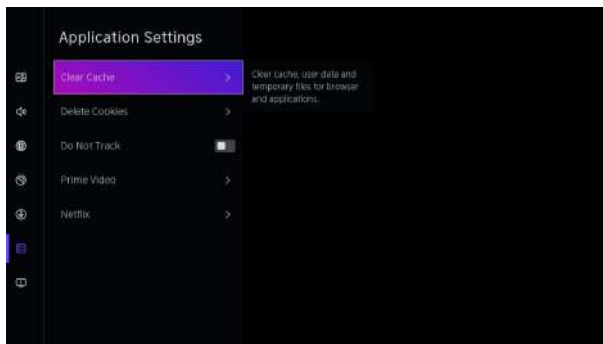 Application Settings
Clear Cache
Clear cache, user data and
temporary files for browser
and applications.
Delete Cookies
Do Not Track
Prime Video
Netflix